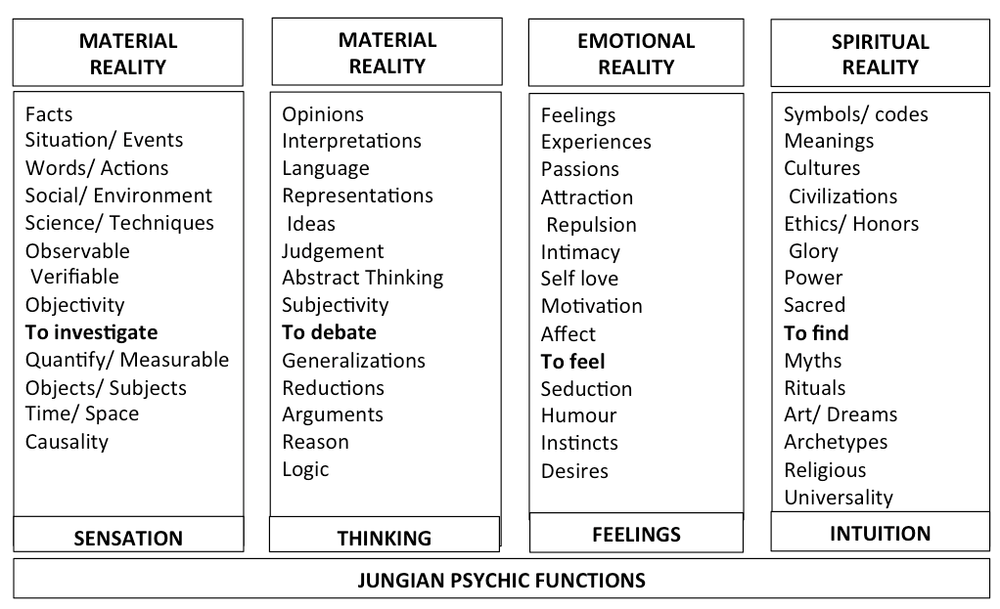 MATERIAL
REALITY
Facts
Situation/ Events
Words/ Actions
Social/ Environment
Science/ Techniques
Observable
Verifiable
Objectivity
To investigate
Quantify/ Measurable
Objects/ Subjects
Time/ Space
Causality
SENSATION
MATERIAL
REALITY
Opinions
Interpretations
Language
Representations
Ideas
Judgement
Abstract Thinking
Subjectivity
To debate
Generalizations
Reductions
Arguments
Reason
Logic
THINKING
EMOTIONAL
REALITY
Feelings
Experiences
Passions
Attraction
Repulsion
Intimacy
Self love
Motivation
Affect
To feel
Seduction
Humour
Instincts
Desires
FEELINGS
SPIRITUAL
REALITY
Symbols/ codes
Meanings
Cultures
Civilizations
Ethics/ Honors
Glory
Power
Sacred
To find
Myths
Rituals
Art/ Dreams
Archetypes
Religious
Universality
INTUITION
JUNGIAN PSYCHIC FUNCTIONS